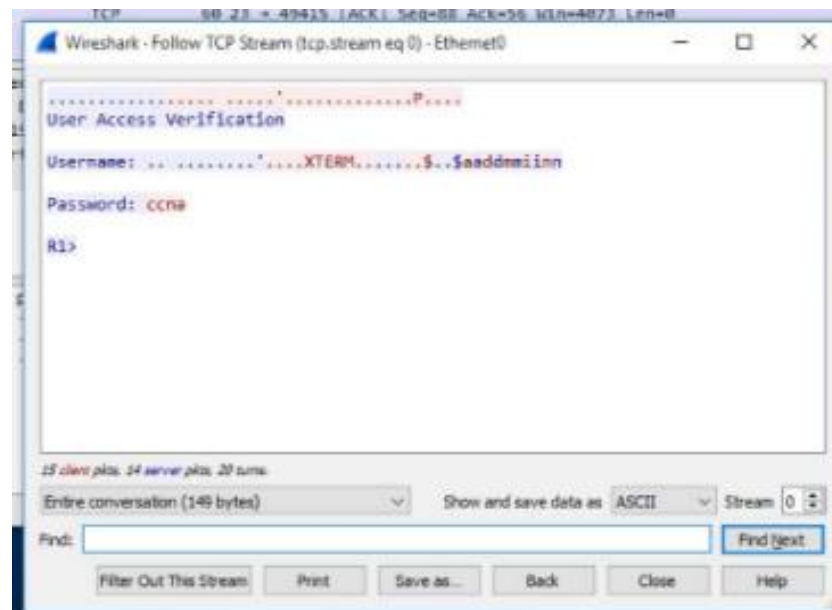 TCP 60 23 → 49415 [ACK] Seq=88 Ack=56 Win=4073 Len=0
Wireshark · Follow TCP Stream (tcp.stream eq 0) · Ethernet0
................. .....'.............P....
User Access Verification
Username: .. ........'....XTERM.......$..$aaddmmiinn
Password: ccna
R1>
15 client pkts, 14 server pkts, 20 turns.
Entire conversation (149 bytes)
Show and save data as
ASCII
Stream
0
Find:
Find Next
Filter Out This Stream
Print
Save as...
Back
Close
Help